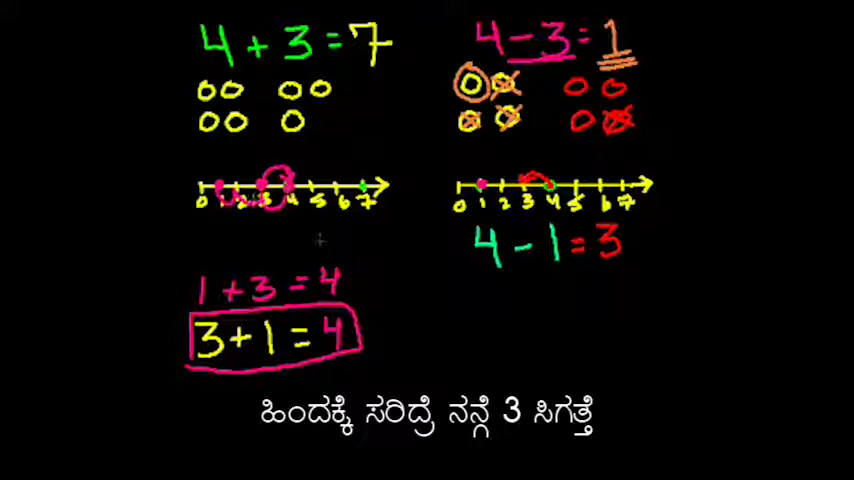 4 + 3 = 7
4 - 3 = 1
0 1 2 3 4 5 6 7
0 1 2 3 4 5 6 7
4 - 1 = 3
1 + 3 = 4
3 + 1 = 4
ಹಿಂದಕ್ಕೆ ಸರಿದ್ರೆ ನನ್ಗೆ 3 ಸಿಗತ್ತೆ